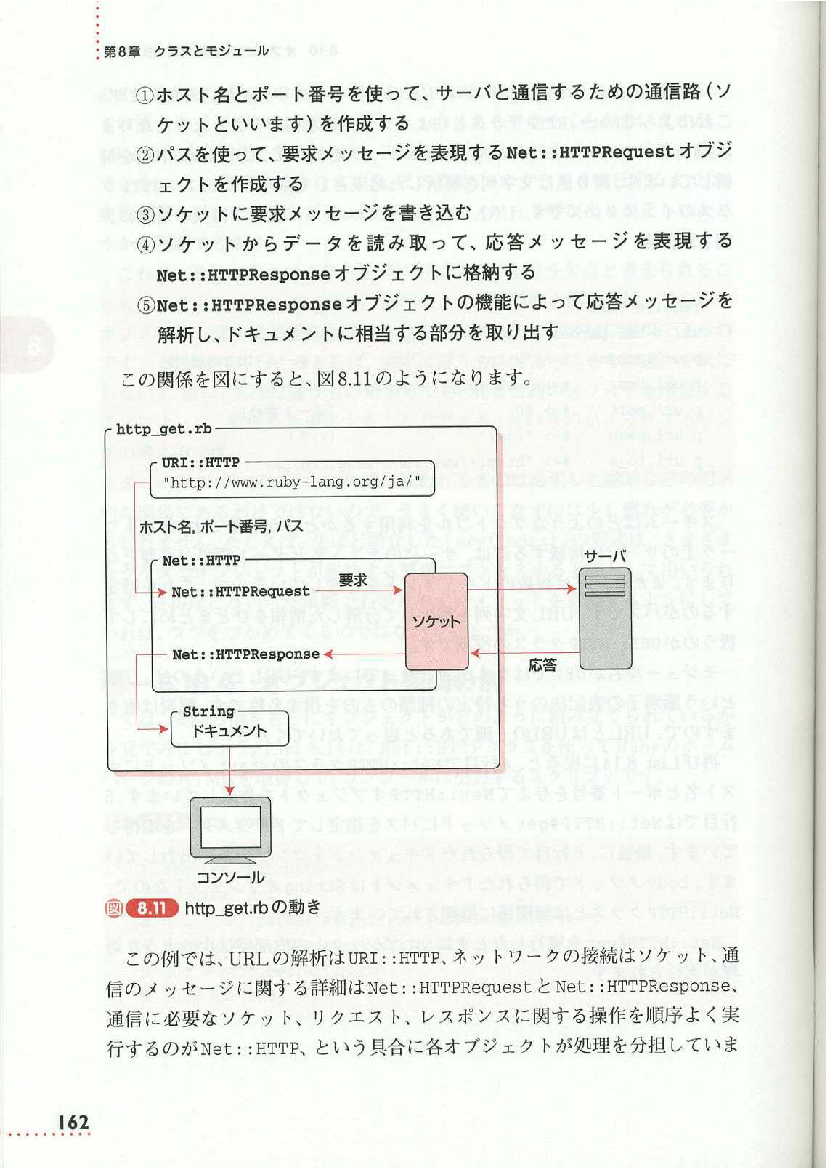 第8章　クラスとモジュール
①ホスト名とポート番号を使って、サーバと通信するための通信路(ソ
ケットといいます)を作成する
②パスを使って、要求メッセージを表現するNet::HTTPRequestオブジ
ェクトを作成する
③ソケットに要求メッセージを書き込む
④ソケットからデータを読み取って、応答メッセージを表現する
Net::HTTPResponseオブジェクトに格納する
⑤Net::HTTPResponseオブジェクトの機能によって応答メッセージを
解析し、ドキュメントに相当する部分を取り出す
この関係を図にすると、図8.11のようになります。
http_get.rb
URI::HTTP
"http://www.ruby-lang.org/ja/"
ホスト名, ポート番号, パス
Net::HTTP
サーバ
Net::HTTPRequest
要求
ソケット
Net::HTTPResponse
応答
String
ドキュメント
コンソール
図 8.11 http_get.rbの動き
この例では、URLの解析はURI::HTTP、ネットワークの接続はソケット、通
信のメッセージに関する詳細はNet::HTTPRequestとNet::HTTPResponse、
通信に必要なソケット、リクエスト、レスポンスに関する操作を順序よく実
行するのがNet::HTTP、という具合に各オブジェクトが処理を分担していま
162